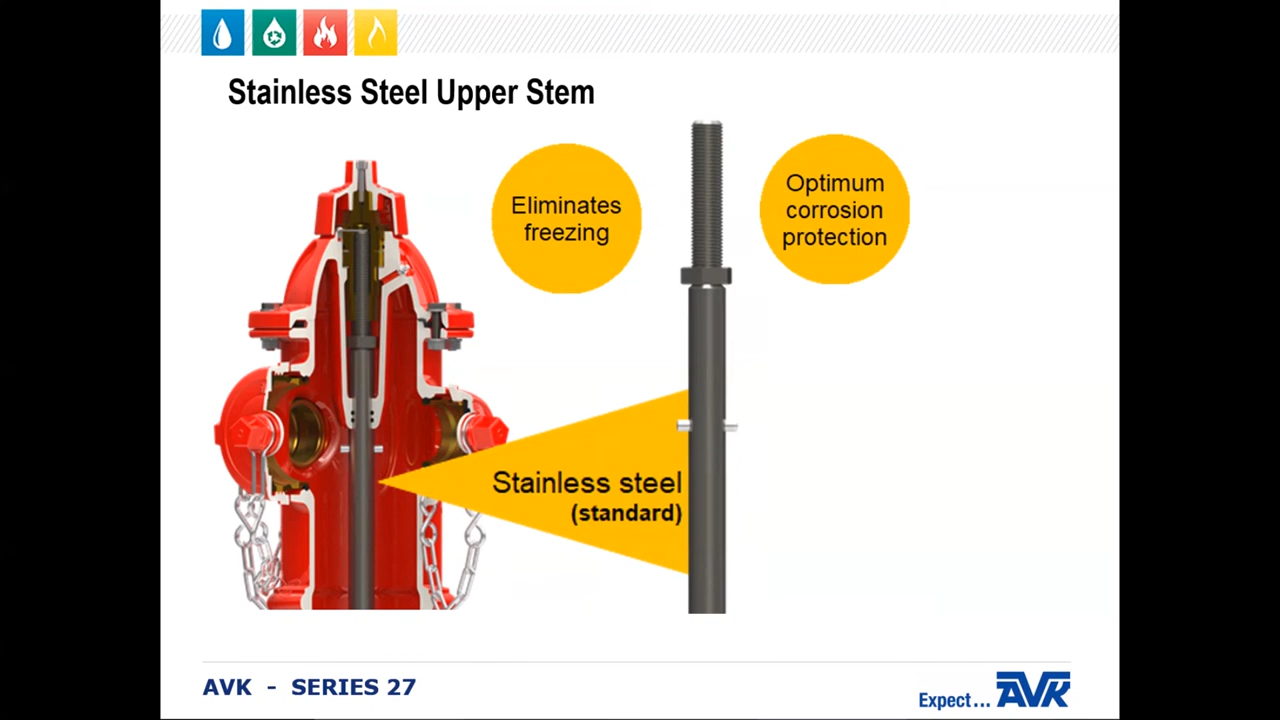 Stainless Steel Upper Stem
Eliminates
freezing
Optimum
corrosion
protection
Stainless steel
(standard)
AVK - SERIES 27
Expect... AVK